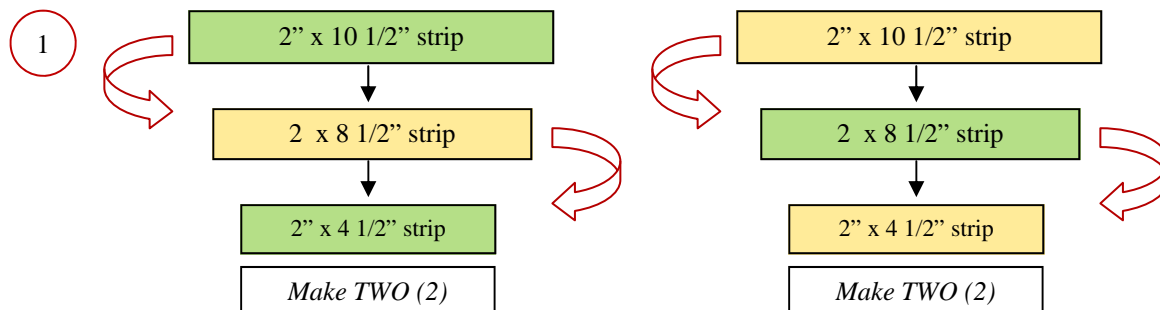 1
2” x 10 1/2” strip
2 x 8 1/2” strip
2” x 4 1/2” strip
Make TWO (2)
2” x 10 1/2” strip
2 x 8 1/2” strip
2” x 4 1/2” strip
Make TWO (2)